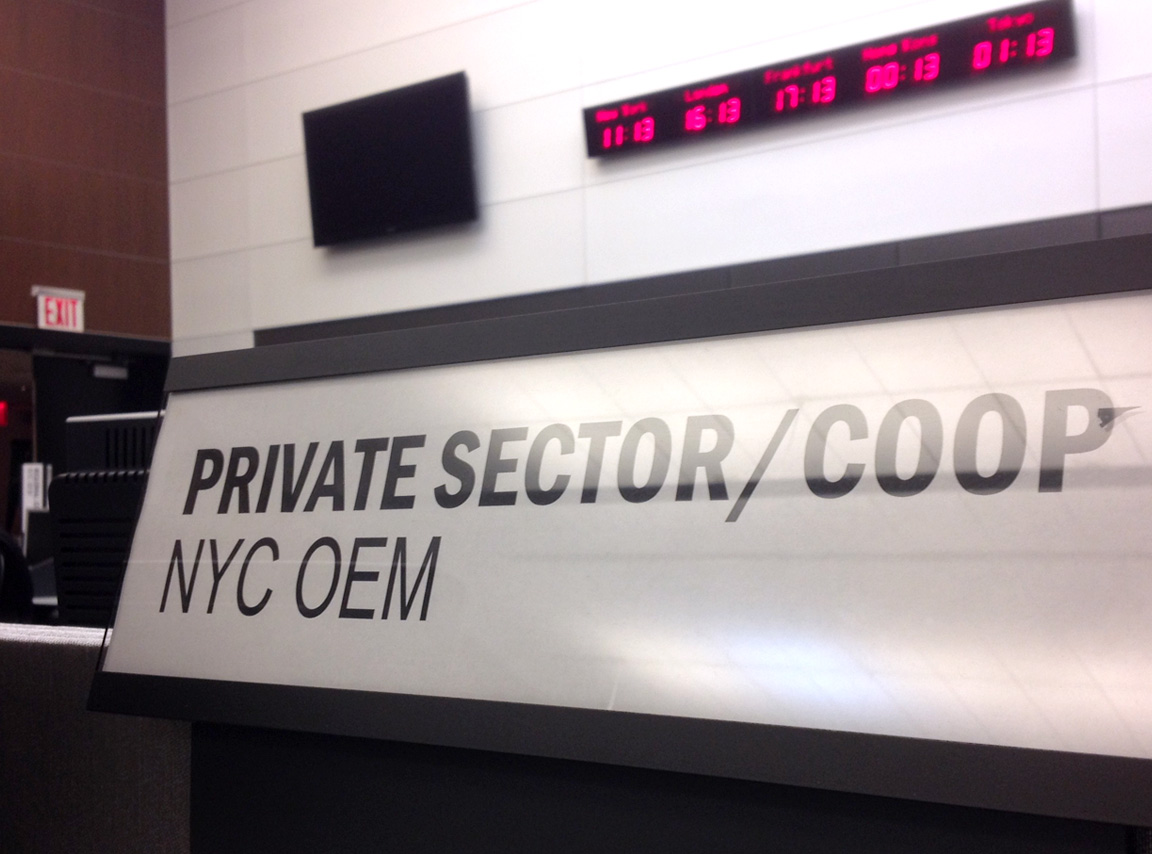 New York London Frankfurt Hong Kong Tokyo
11:13 16:13 17:13 00:13 01:13
EXIT
PRIVATE SECTOR/COOP
NYC OEM